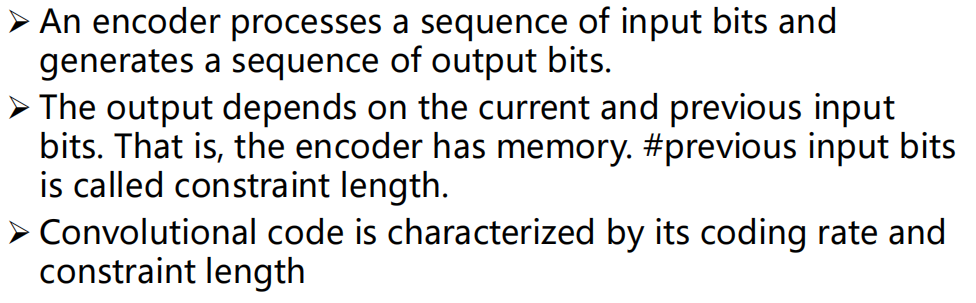 ➢ An encoder processes a sequence of input bits and
generates a sequence of output bits.
➢ The output depends on the current and previous input
bits. That is, the encoder has memory. #previous input bits
is called constraint length.
➢ Convolutional code is characterized by its coding rate and
constraint length